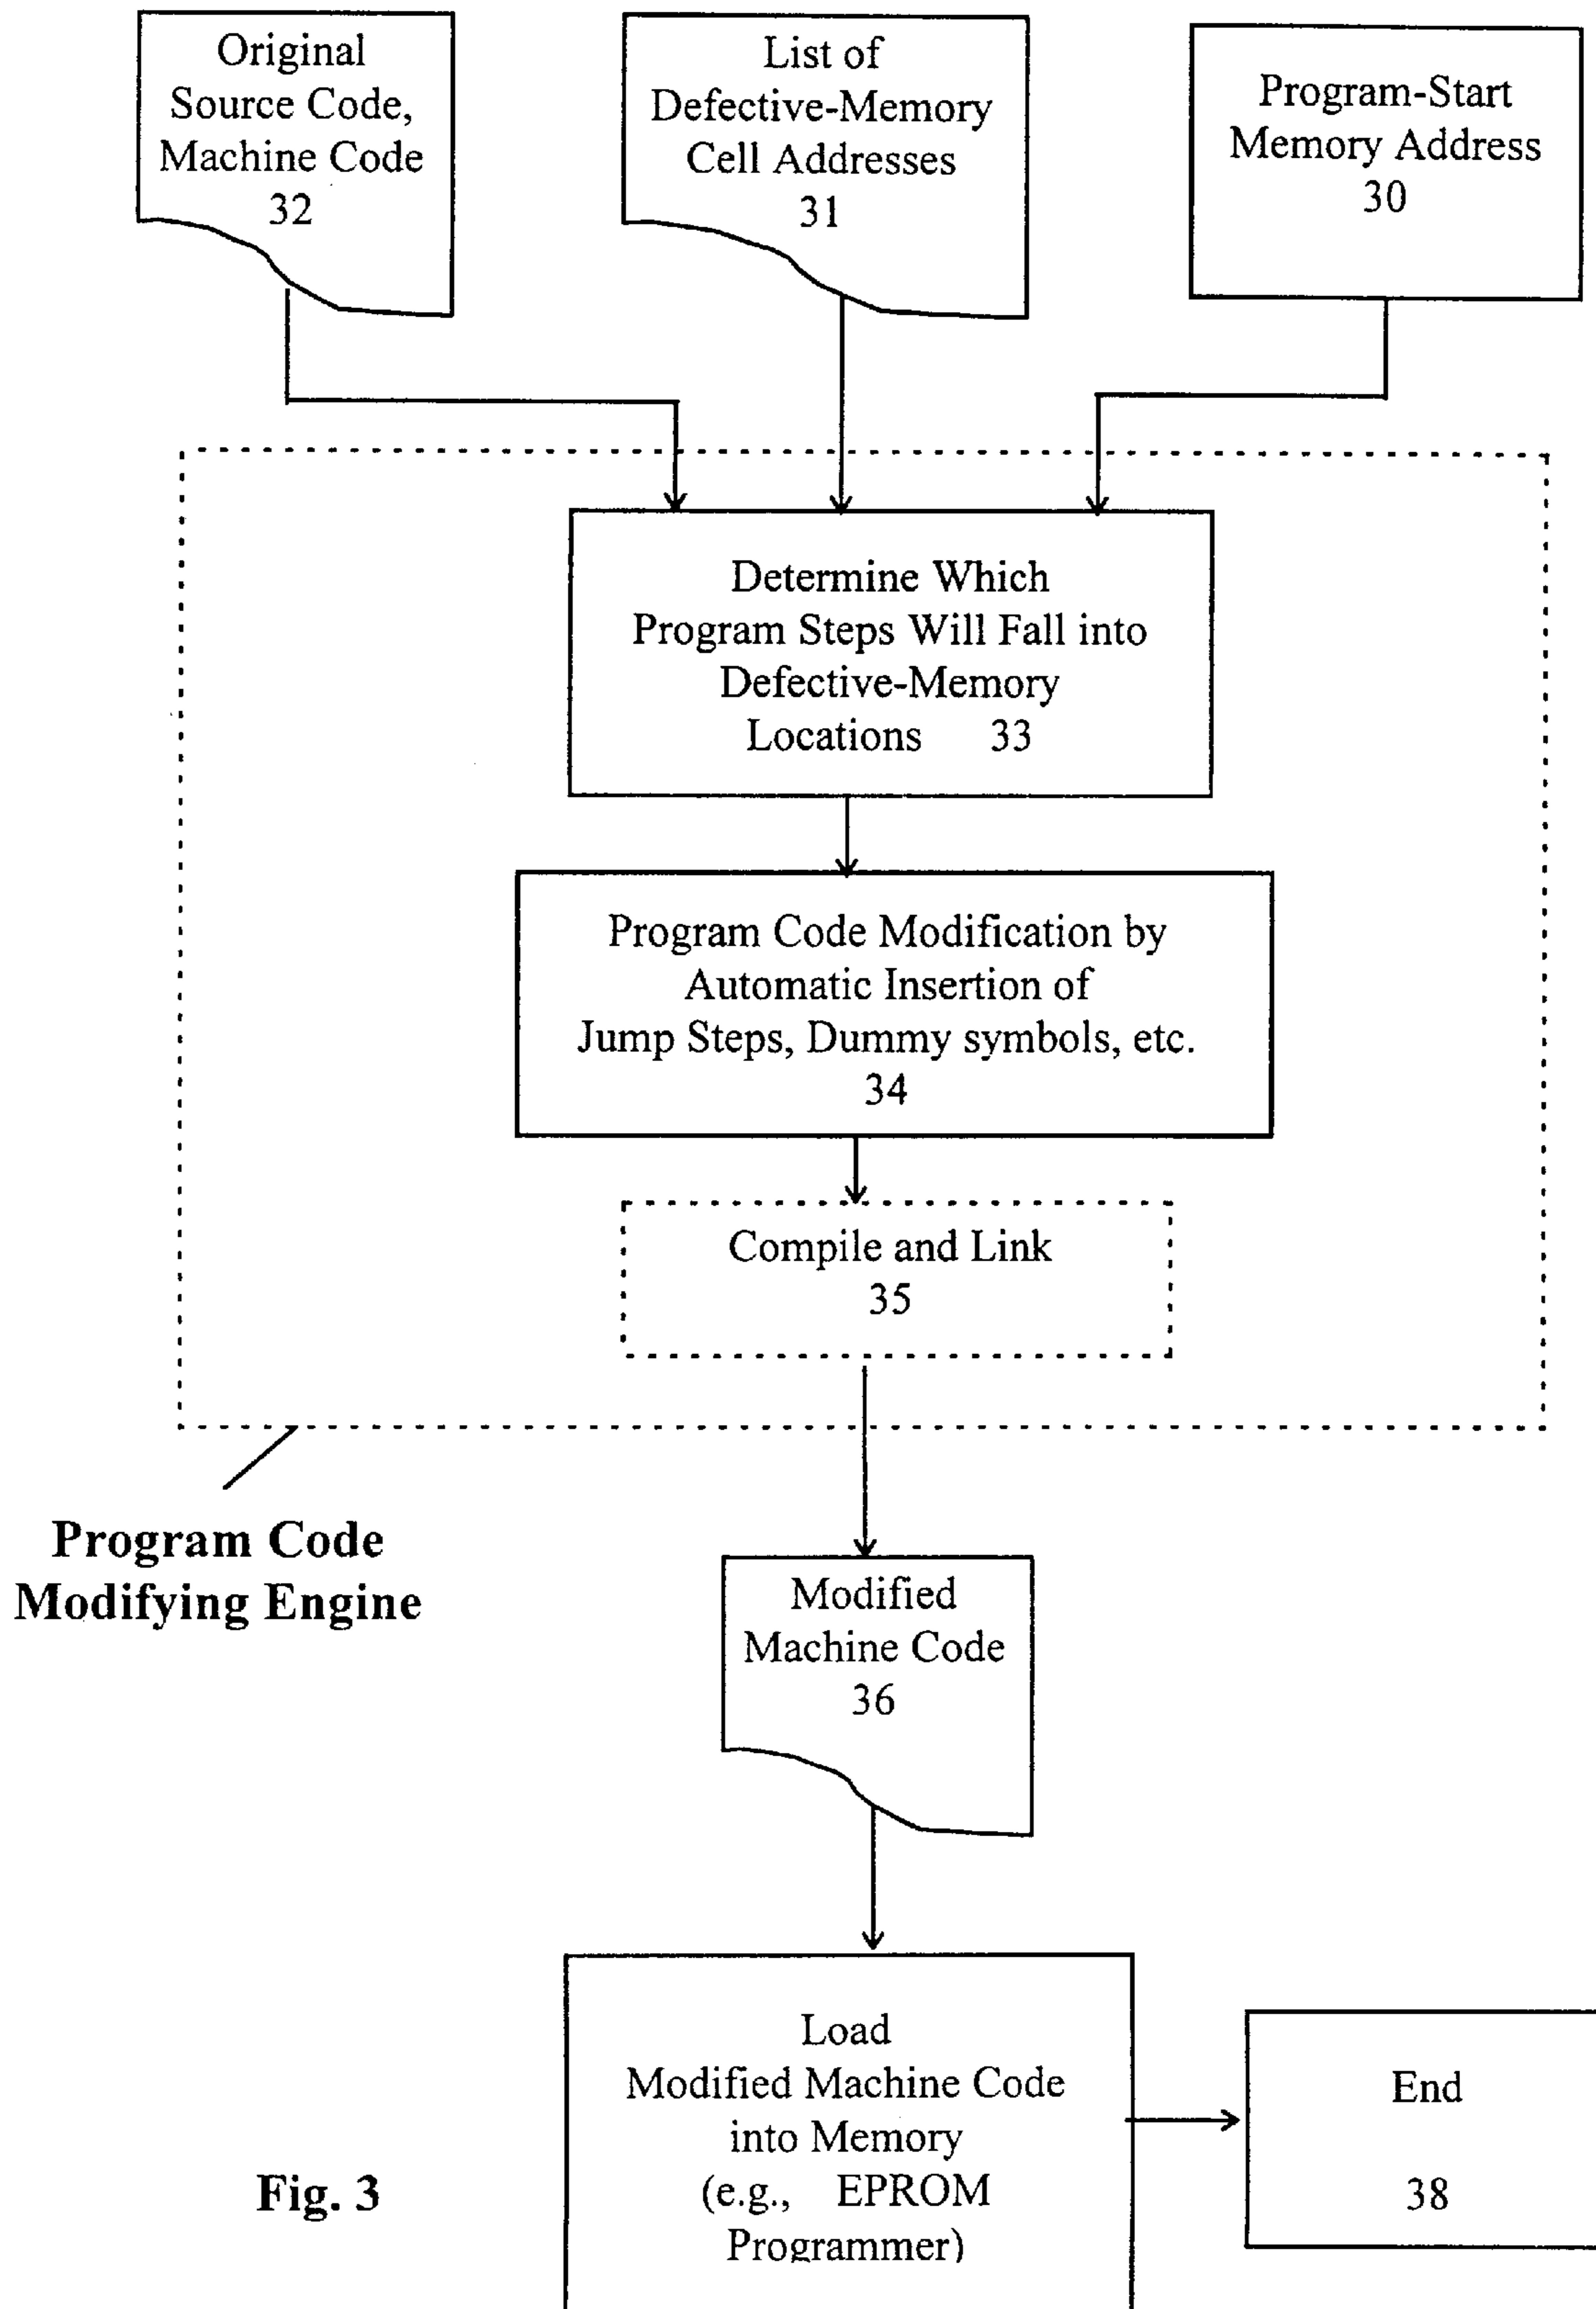 Original
Source Code,
Machine Code
32
List of
Defective-Memory
Cell Addresses
31
Program-Start
Memory Address
30
Determine Which
Program Steps Will Fall into
Defective-Memory
Locations 33
Program Code Modification by
Automatic Insertion of
Jump Steps, Dummy symbols, etc.
34
Compile and Link
35
Program Code
Modifying Engine
Modified
Machine Code
36
Load
Modified Machine Code
into Memory
(e.g., EPROM
Programmer)
End
38
Fig. 3